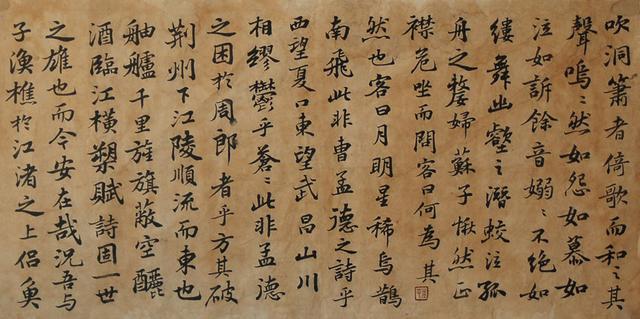 吹洞簫者倚歌而和之其
聲嗚〻然如怨如慕如
泣如訴餘音嫋〻不絕如
縷舞幽壑之潛蛟泣孤
舟之嫠婦蘇子愀然正
襟危坐而問客曰何為其
然也客曰月明星稀烏鵲
南飛此非曹孟德之詩乎
西望夏口東望武昌山川
相繆鬱乎蒼〻此非孟德
之困於周郎者乎方其破
荆州下江陵順流而東也
舳艫千里旌旗蔽空釃
酒臨江橫槊賦詩固一世
之雄也而今安在哉況吾與
子漁樵於江渚之上侶魚